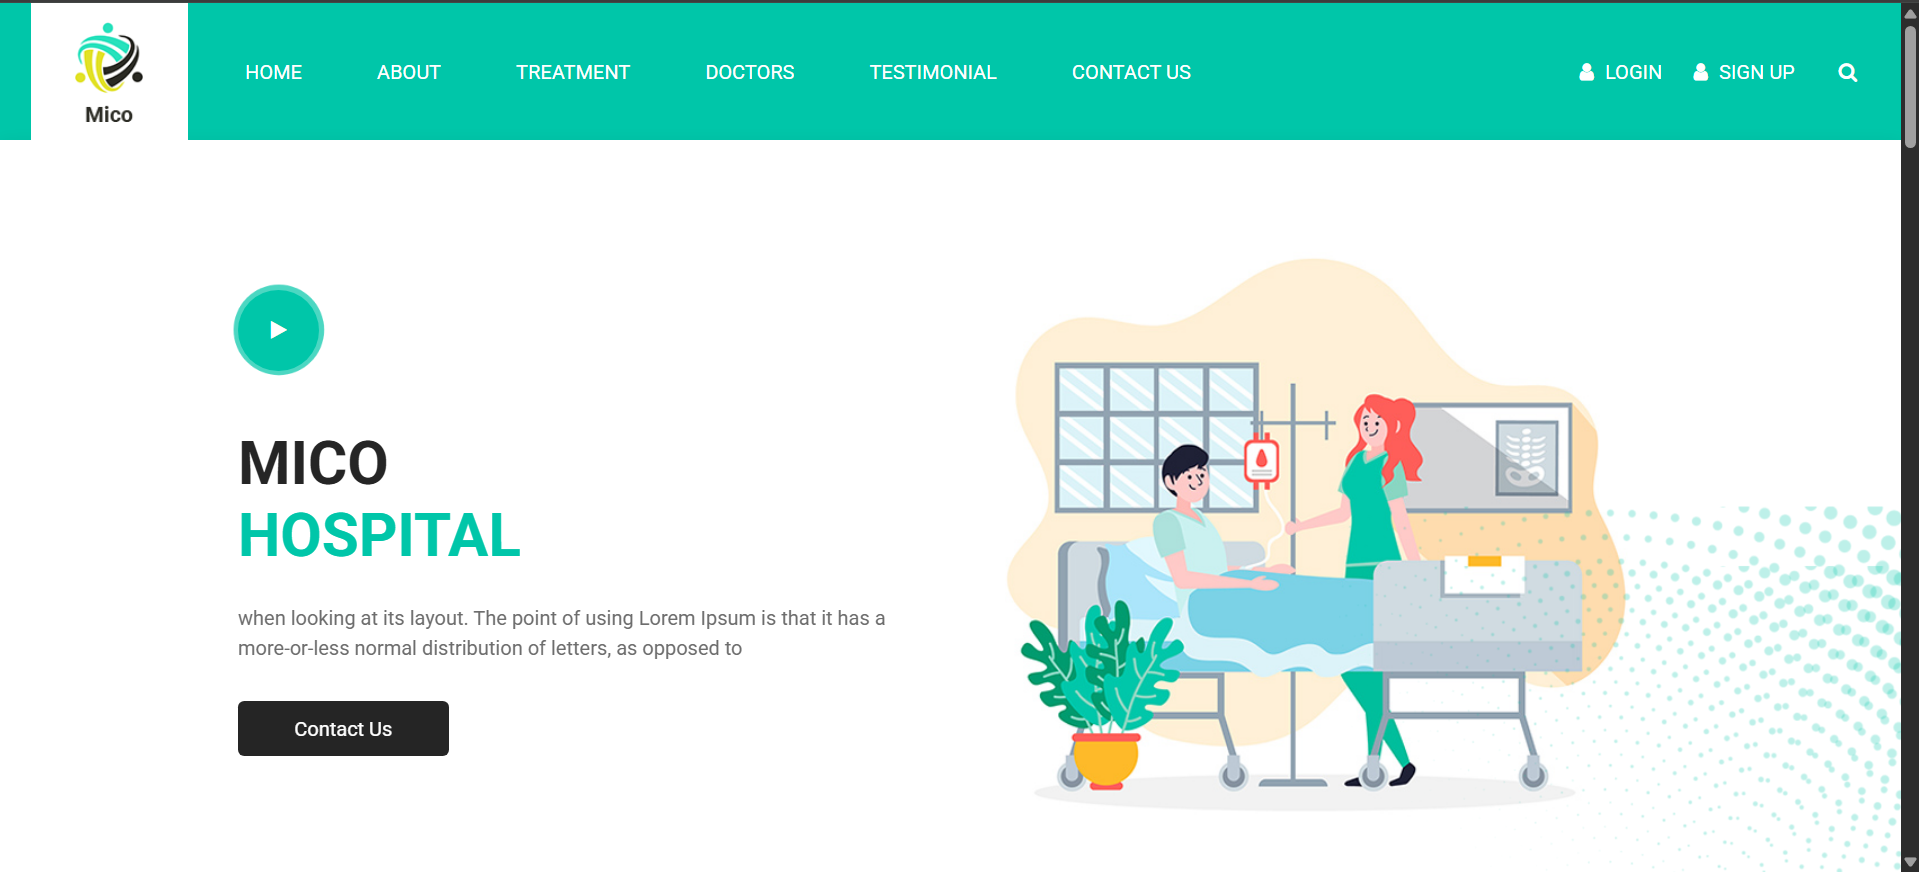 Mico
HOME ABOUT TREATMENT DOCTORS TESTIMONIAL CONTACT US LOGIN SIGN UP
MICO
HOSPITAL
when looking at its layout. The point of using Lorem Ipsum is that it has a
more-or-less normal distribution of letters, as opposed to
Contact Us